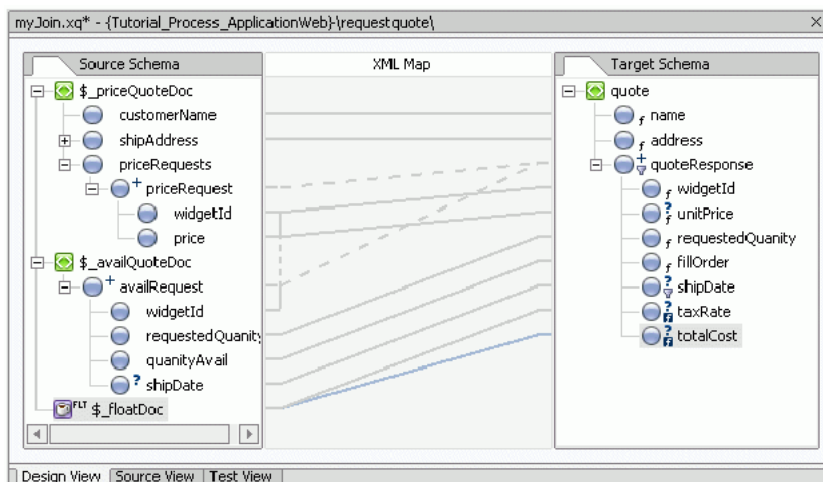 myJoin.xq* - {Tutorial_Process_ApplicationWeb}\requestquote\
Source Schema
XML Map
Target Schema
$_priceQuoteDoc
customerName
shipAddress
priceRequests
priceRequest
widgetId
price
$_availQuoteDoc
availRequest
widgetId
requestedQuanity
quanityAvail
shipDate
FLT $_floatDoc
quote
name
address
quoteResponse
widgetId
unitPrice
requestedQuanity
fillOrder
shipDate
taxRate
totalCost
Design View
Source View
Test View